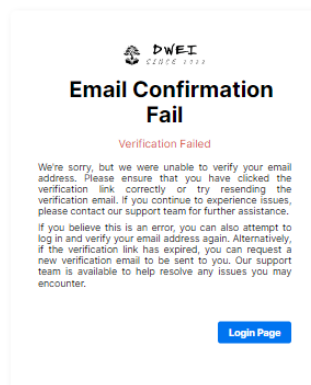 DWEI
Email Confirmation
Fail
Verification Failed
We're sorry, but we were unable to verify your email
address. Please ensure that you have clicked the
verification link correctly or try resending the
verification email. If you continue to experience issues,
please contact our support team for further assistance.
If you believe this is an error, you can also attempt to
log in and verify your email address again. Alternatively,
if the verification link has expired, you can request a
new verification email to be sent to you. Our support
team is available to help resolve any issues you may
encounter.
Login Page